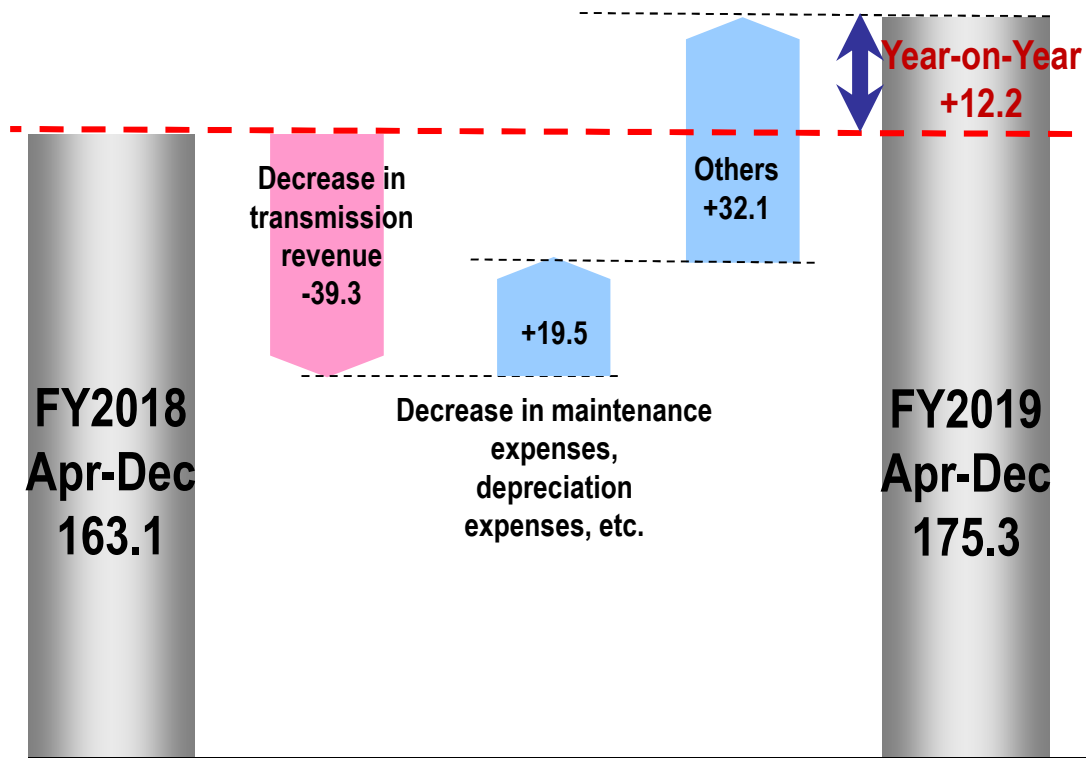 Year-on-Year
+12.2
Decrease in
transmission
revenue
-39.3
Others
+32.1
+19.5
Decrease in maintenance
expenses,
depreciation
expenses, etc.
FY2018
Apr-Dec
163.1
FY2019
Apr-Dec
175.3